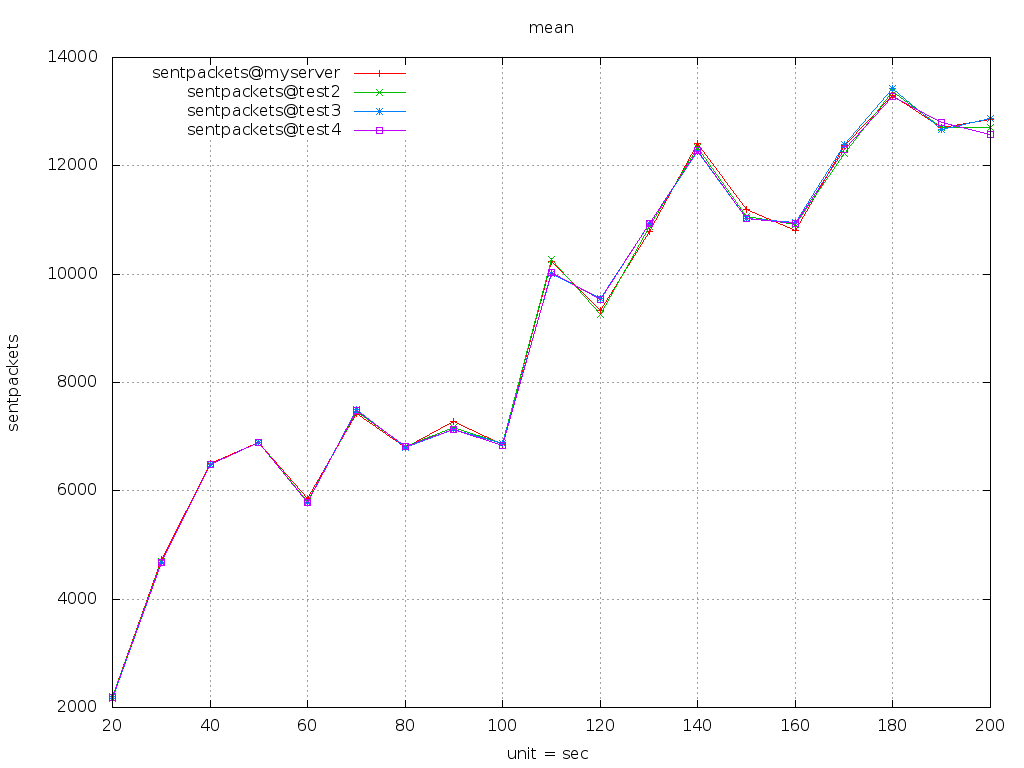 mean
14000
12000
10000
8000
6000
4000
2000
sentpackets
sentpackets@myserver
sentpackets@test2
sentpackets@test3
sentpackets@test4
20 40 60 80 100 120 140 160 180 200
unit = sec